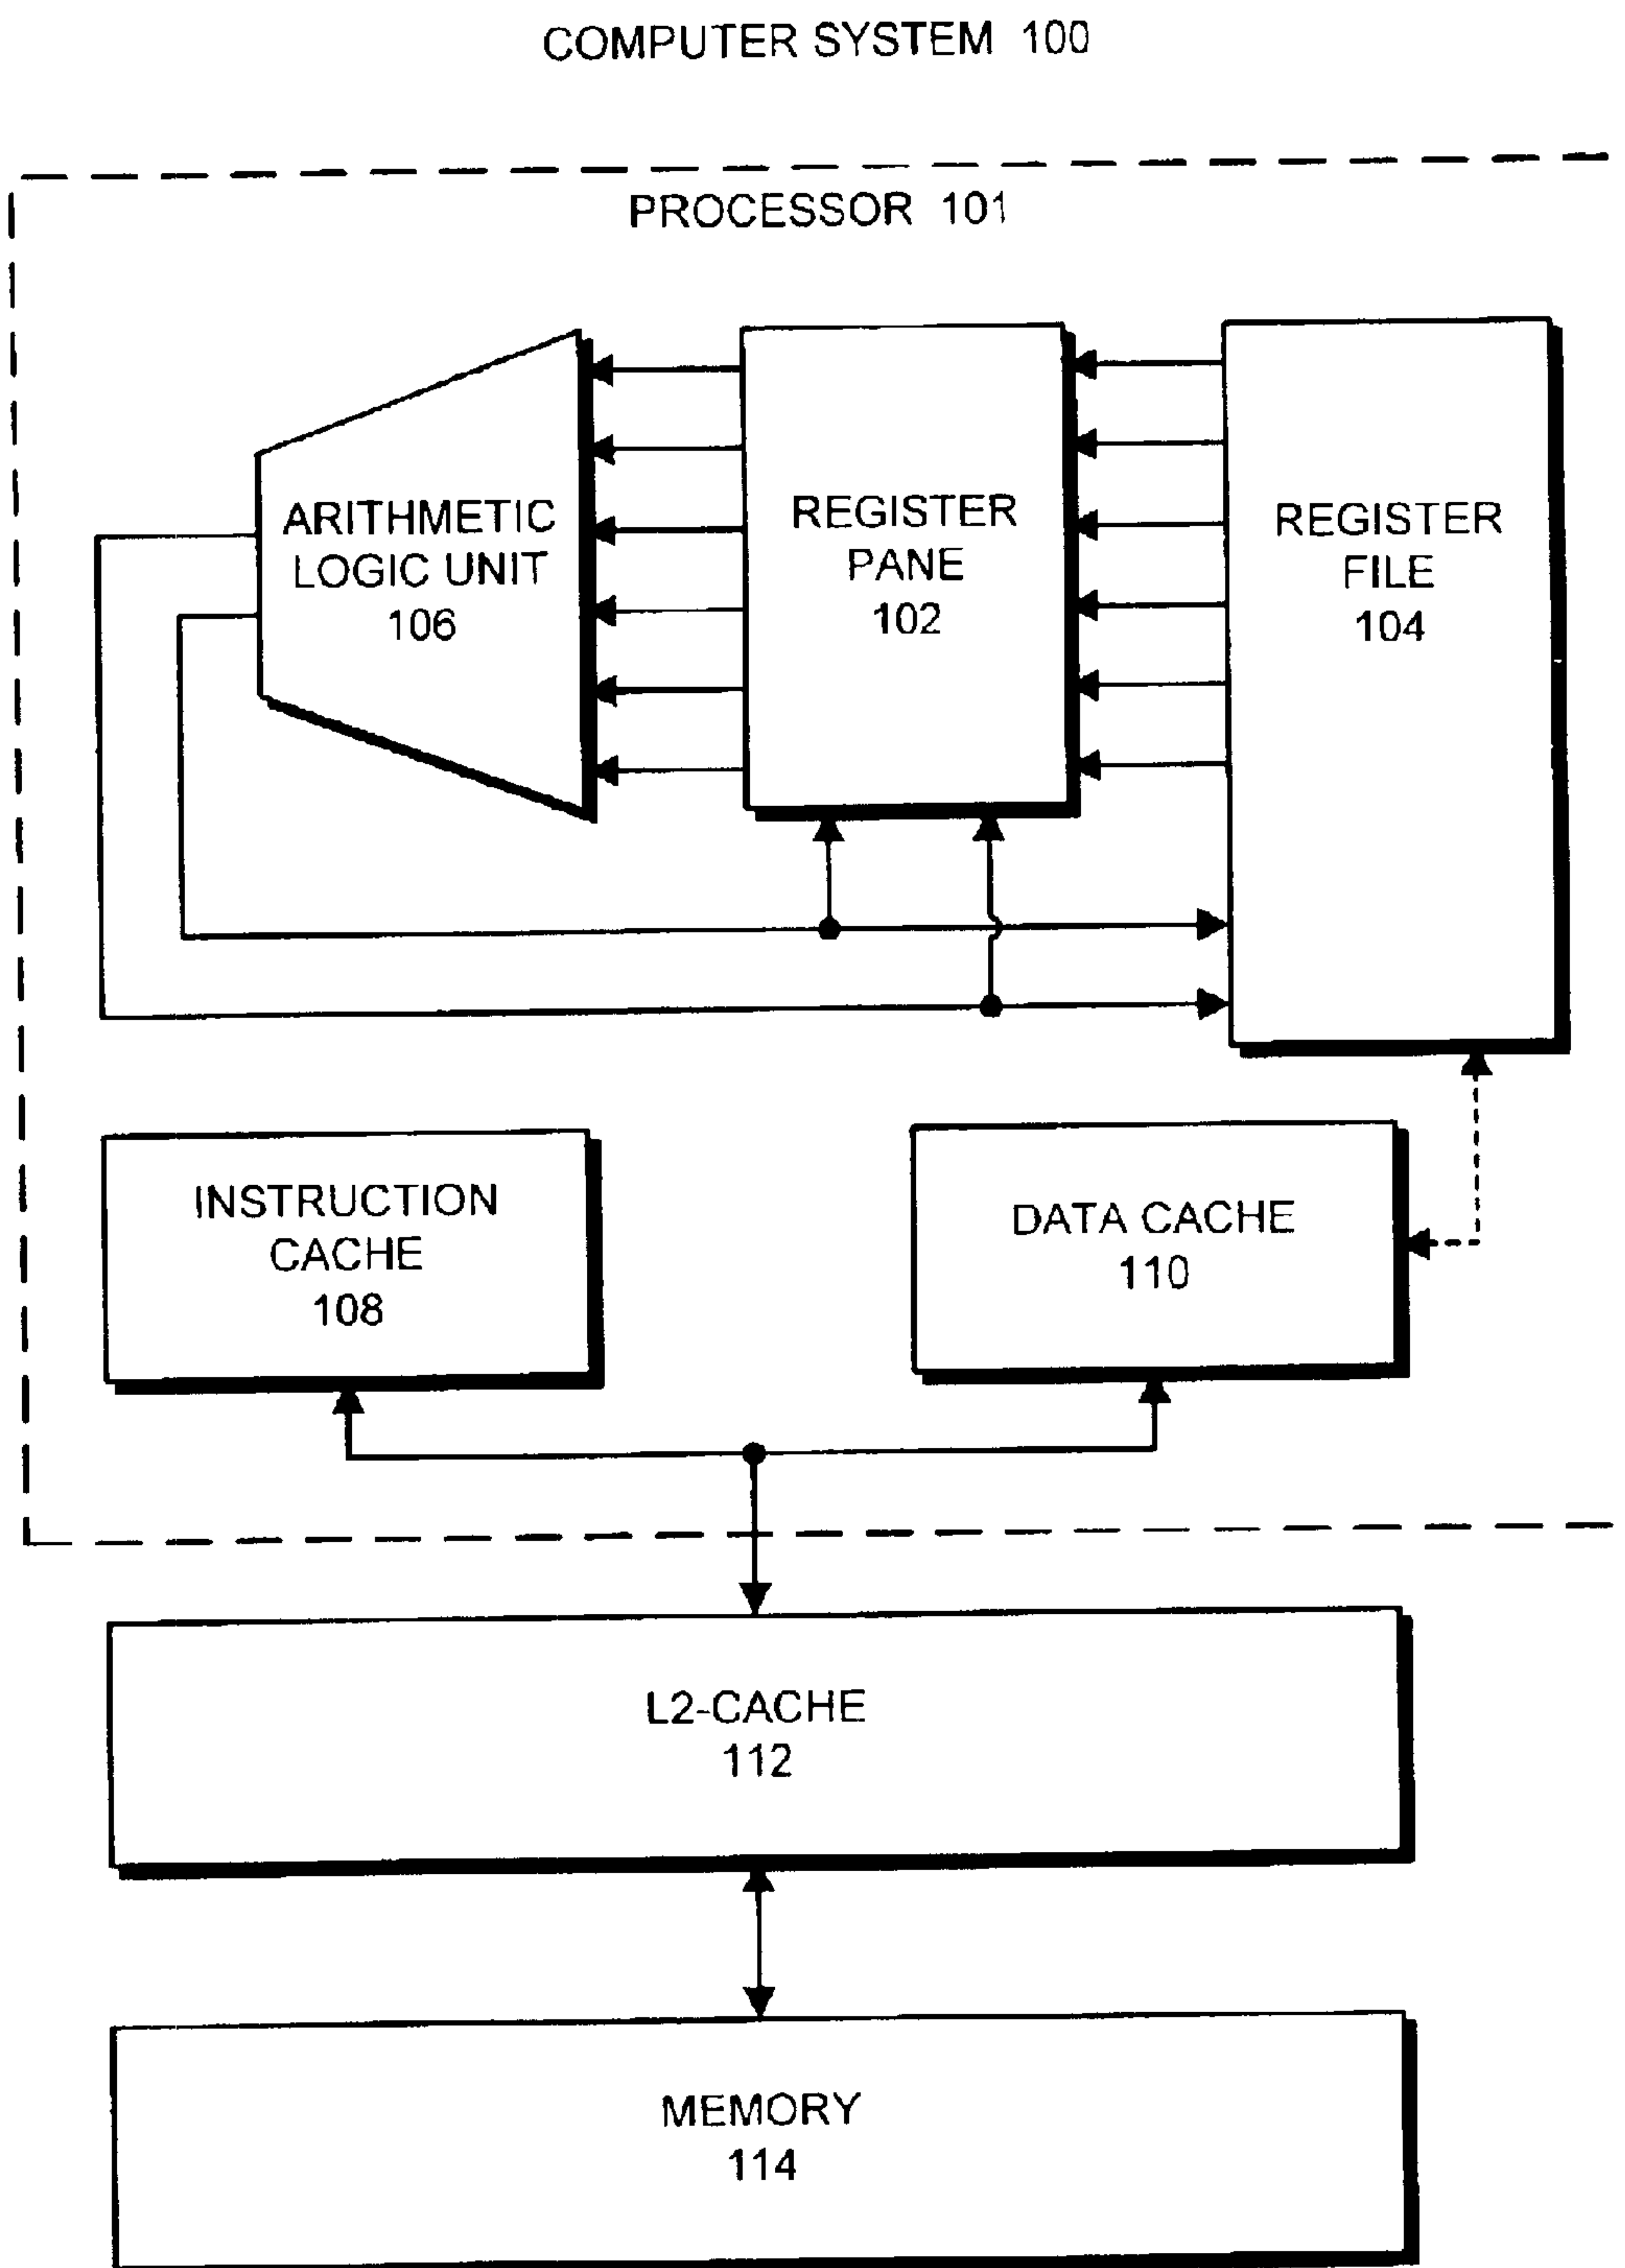 COMPUTER SYSTEM 100
PROCESSOR 101
ARITHMETIC
LOGIC UNIT
106
REGISTER
PANE
102
REGISTER
FILE
104
INSTRUCTION
CACHE
108
DATA CACHE
110
L2-CACHE
112
MEMORY
114